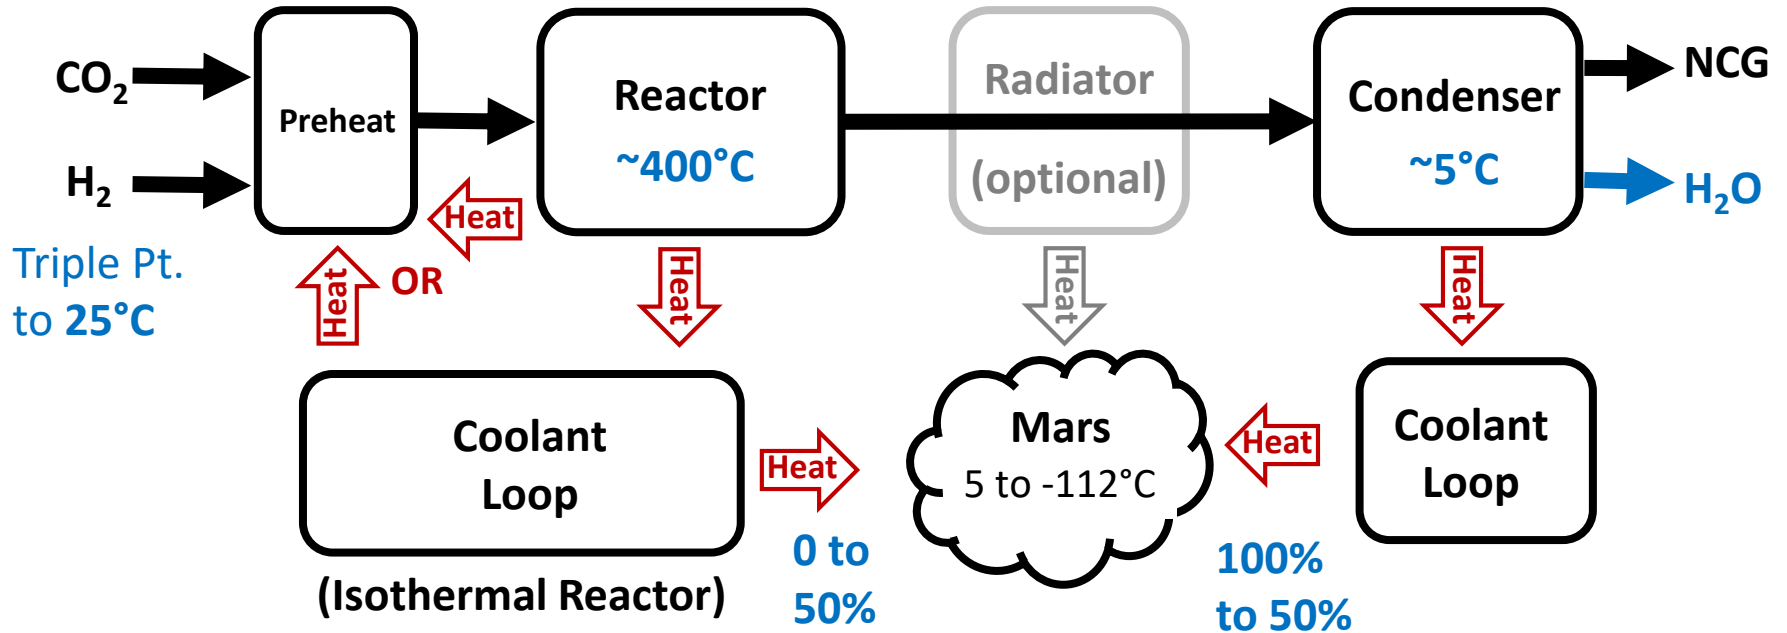 CO₂
H₂
Triple Pt.
to 25°C
Preheat
Heat
OR
Heat
Reactor
~400°C
Heat
Radiator
(optional)
Heat
Condenser
~5°C
Heat
NCG
H₂O
Coolant
Loop
(Isothermal Reactor)
Heat
0 to
50%
Mars
5 to -112°C
Heat
100%
to 50%
Coolant
Loop